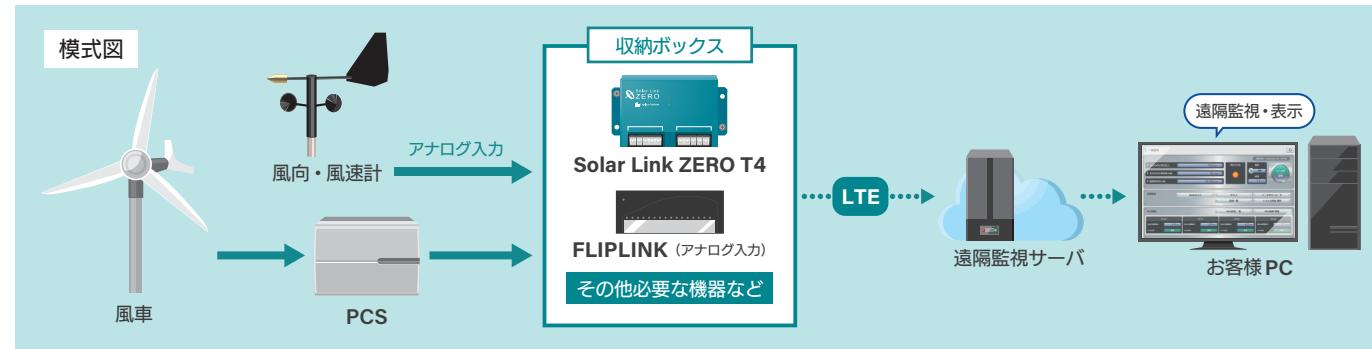 模式図
風車
風向・風速計
アナログ入力
PCS
収納ボックス
Solar Link
ZERO
Solar Link ZERO T4
FLIPLINK（アナログ入力）
その他必要な機器など
LTE
遠隔監視サーバ
遠隔監視・表示
お客様PC